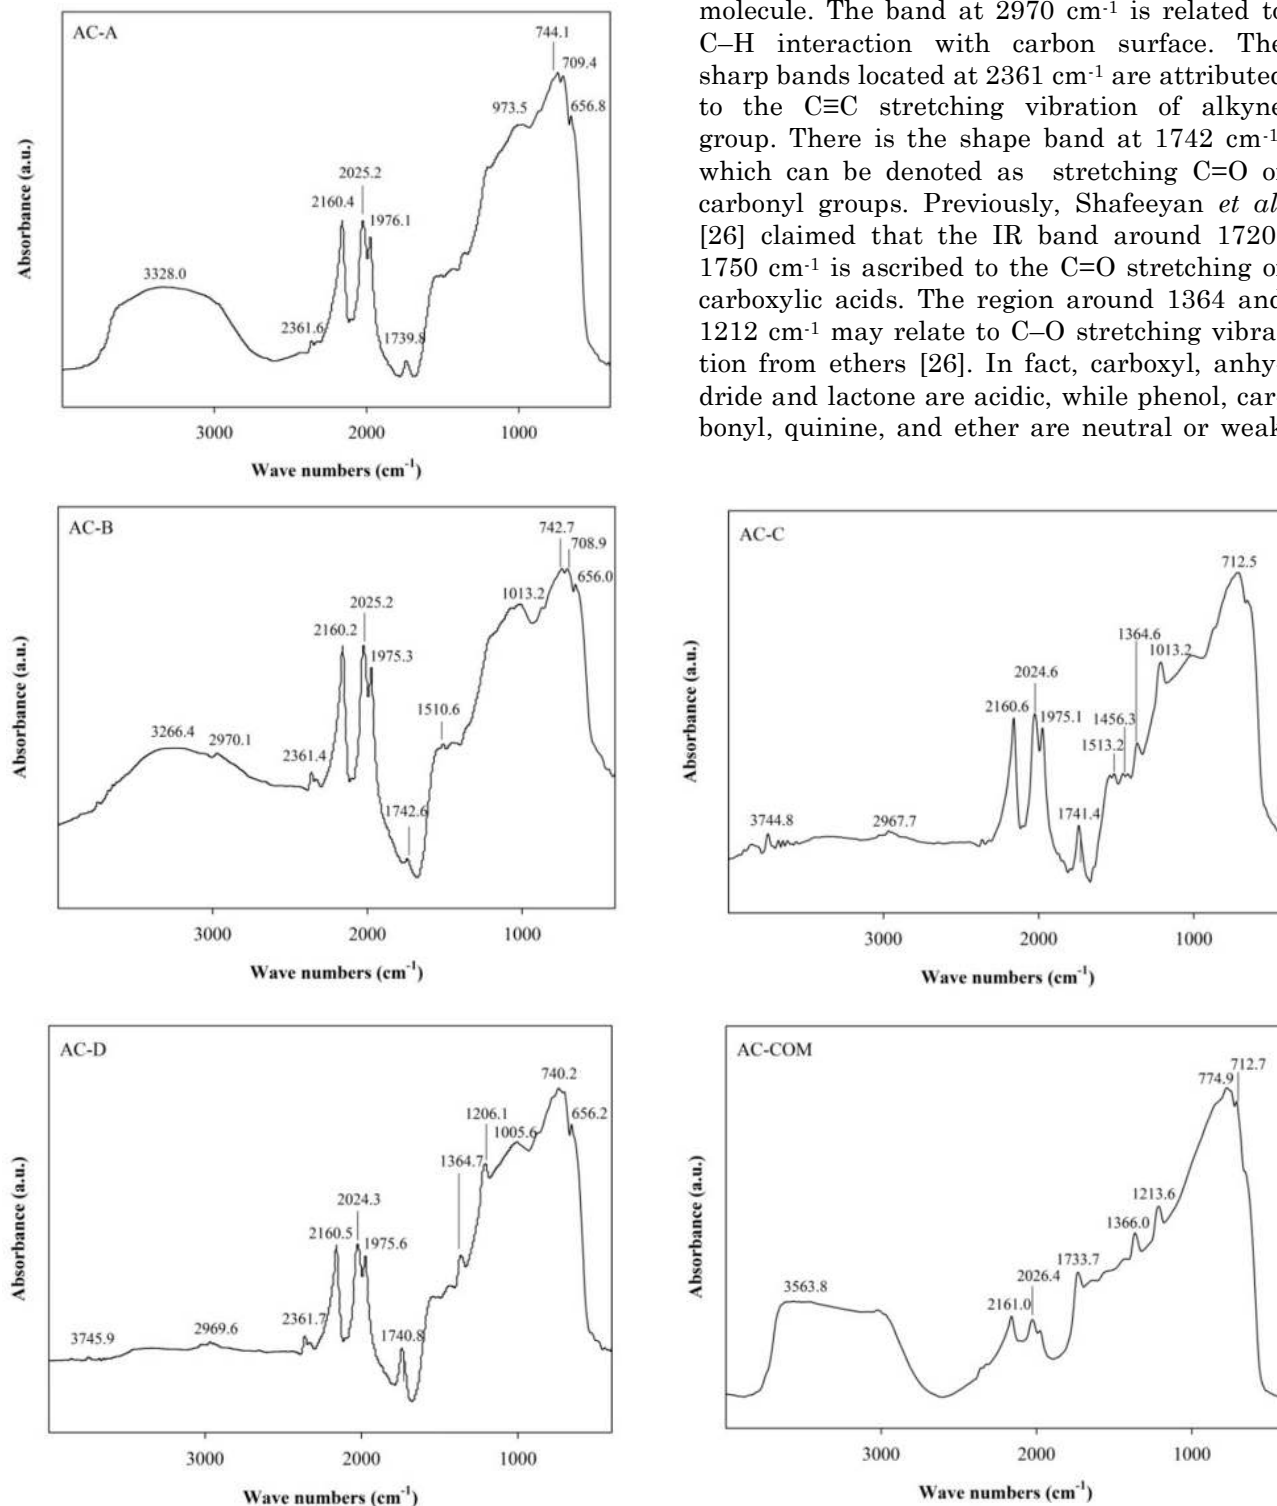 AC-A
744.1
709.4
973.5
656.8
2025.2
2160.4
1976.1
3328.0
2361.6
1739.8
Absorbance (a.u.)
3000 2000 1000
Wave numbers (cm-1)
molecule. The band at 2970 cm-1 is related to
C–H interaction with carbon surface. The
sharp bands located at 2361 cm-1 are attributed
to the C≡C stretching vibration of alkyne
group. There is the shape band at 1742 cm-1
which can be denoted as stretching C=O of
carbonyl groups. Previously, Shafeeyan et al
[26] claimed that the IR band around 1720
1750 cm-1 is ascribed to the C=O stretching of
carboxylic acids. The region around 1364 and
1212 cm-1 may relate to C–O stretching vibra
tion from ethers [26]. In fact, carboxyl, anhy
dride and lactone are acidic, while phenol, car
bonyl, quinine, and ether are neutral or weak
AC-B
742.7
708.9
656.0
1013.2
2025.2
2160.2
1975.3
1510.6
3266.4
2970.1
2361.4
1742.6
Absorbance (a.u.)
3000 2000 1000
Wave numbers (cm-1)
AC-C
712.5
1364.6
1013.2
2024.6
2160.6
1975.1
1456.3
1513.2
3744.8
2967.7
1741.4
Absorbance (a.u.)
3000 2000 1000
Wave numbers (cm-1)
AC-D
740.2
656.2
1206.1
1005.6
1364.7
2024.3
2160.5
1975.6
2361.7
3745.9
2969.6
1740.8
Absorbance (a.u.)
3000 2000 1000
Wave numbers (cm-1)
AC-COM
712.7
774.9
1213.6
1366.0
1733.7
2026.4
2161.0
3563.8
Absorbance (a.u.)
3000 2000 1000
Wave numbers (cm-1)